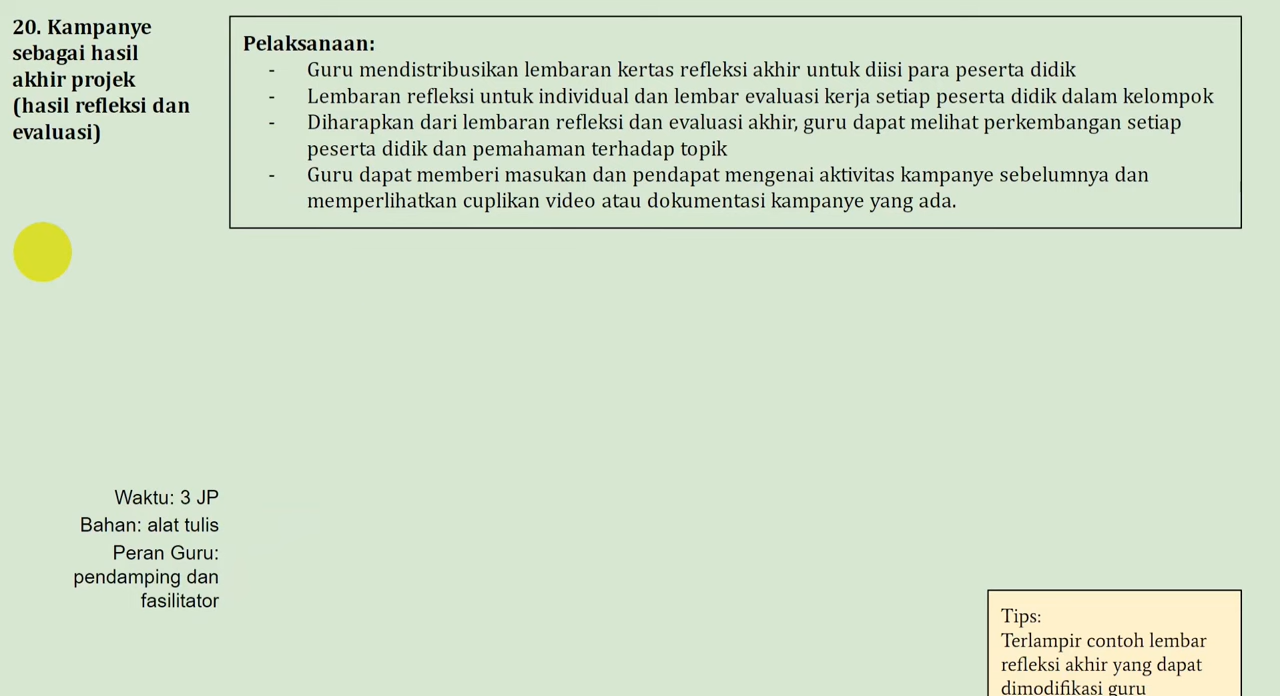 20. Kampanye
sebagai hasil
akhir projek
(hasil refleksi dan
evaluasi)
Pelaksanaan:
- Guru mendistribusikan lembaran kertas refleksi akhir untuk diisi para peserta didik
- Lembaran refleksi untuk individual dan lembar evaluasi kerja setiap peserta didik dalam kelompok
- Diharapkan dari lembaran refleksi dan evaluasi akhir, guru dapat melihat perkembangan setiap
peserta didik dan pemahaman terhadap topik
- Guru dapat memberi masukan dan pendapat mengenai aktivitas kampanye sebelumnya dan
memperlihatkan cuplikan video atau dokumentasi kampanye yang ada.
Waktu: 3 JP
Bahan: alat tulis
Peran Guru:
pendamping dan
fasilitator
Tips:
Terlampir contoh lembar
refleksi akhir yang dapat
dimodifikasi guru